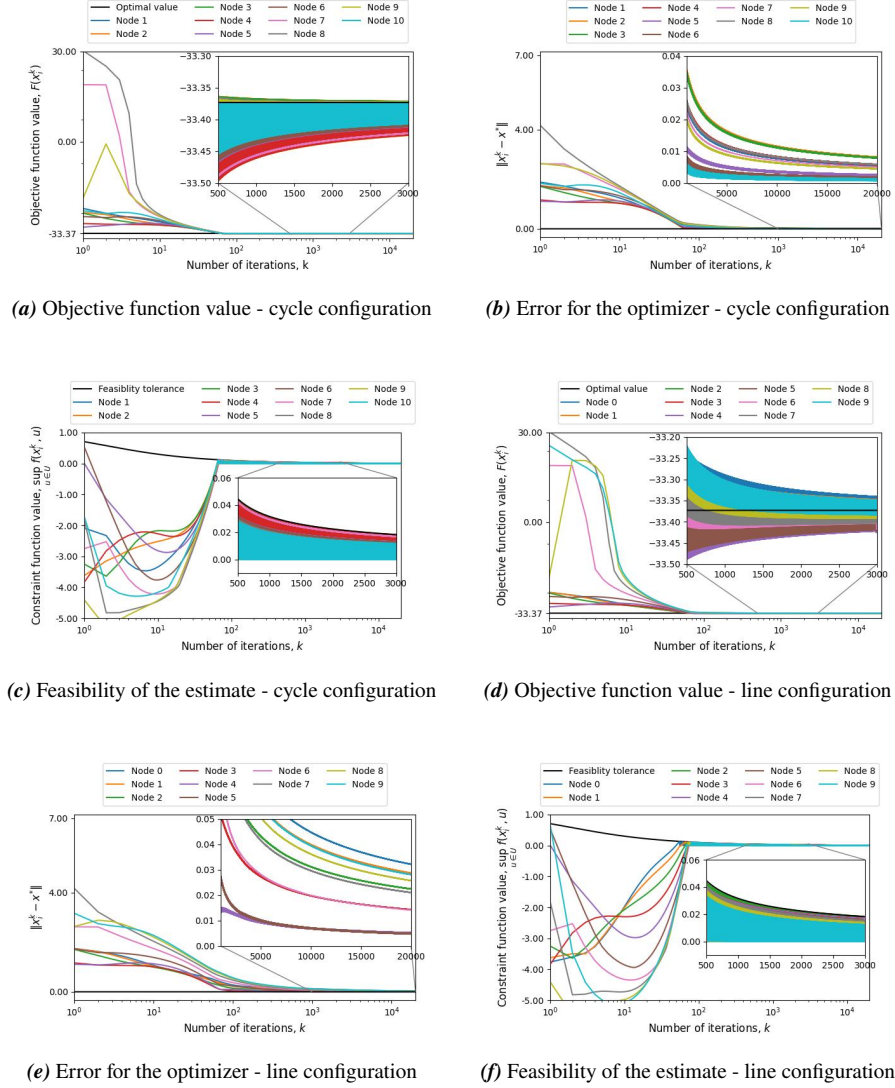 Optimal value
Node 1
Node 2
Node 3
Node 4
Node 5
Node 6
Node 7
Node 8
Node 9
Node 10
Objective function value, F(x_i^k)
30.00
0.00
-33.37
−33.30
−33.35
−33.40
−33.45
−33.50
500 1000 1500 2000 2500 3000
10^0 10^1 10^2 10^3 10^4
Number of iterations, k
(a) Objective function value - cycle configuration
Node 1
Node 2
Node 3
Node 4
Node 5
Node 6
Node 7
Node 8
Node 9
Node 10
‖x_i^k − x*‖
7.00
4.00
0.00
0.04
0.03
0.02
0.01
0.00
5000 10000 15000 20000
10^0 10^1 10^2 10^3 10^4
Number of iterations, k
(b) Error for the optimizer - cycle configuration
Feasiblity tolerance
Node 1
Node 2
Node 3
Node 4
Node 5
Node 6
Node 7
Node 8
Node 9
Node 10
Constraint function value, sup_{u∈U} f(x_i^k, u)
1.00
0.00
-1.00
-2.00
-3.00
-4.00
-5.00
0.06
0.04
0.02
0.00
500 1000 1500 2000 2500 3000
10^0 10^1 10^2 10^3 10^4
Number of iterations, k
(c) Feasibility of the estimate - cycle configuration
Optimal value
Node 0
Node 1
Node 2
Node 3
Node 4
Node 5
Node 6
Node 7
Node 8
Node 9
Objective function value, F(x_i^k)
30.00
0.00
-33.37
−33.20
−33.25
−33.30
−33.35
−33.40
−33.45
−33.50
500 1000 1500 2000 2500 3000
10^0 10^1 10^2 10^3 10^4
Number of iterations, k
(d) Objective function value - line configuration
Node 0
Node 1
Node 2
Node 3
Node 4
Node 5
Node 6
Node 7
Node 8
Node 9
‖x_i^k − x*‖
7.00
4.00
0.00
0.05
0.04
0.03
0.02
0.01
0.00
5000 10000 15000 20000
10^0 10^1 10^2 10^3 10^4
Number of iterations, k
(e) Error for the optimizer - line configuration
Feasiblity tolerance
Node 0
Node 1
Node 2
Node 3
Node 4
Node 5
Node 6
Node 7
Node 8
Node 9
Constraint function value, sup_{u∈U} f(x_i^k, u)
1.00
0.00
-1.00
-2.00
-3.00
-4.00
-5.00
0.06
0.04
0.02
0.00
500 1000 1500 2000 2500 3000
10^0 10^1 10^2 10^3 10^4
Number of iterations, k
(f) Feasibility of the estimate - line configuration